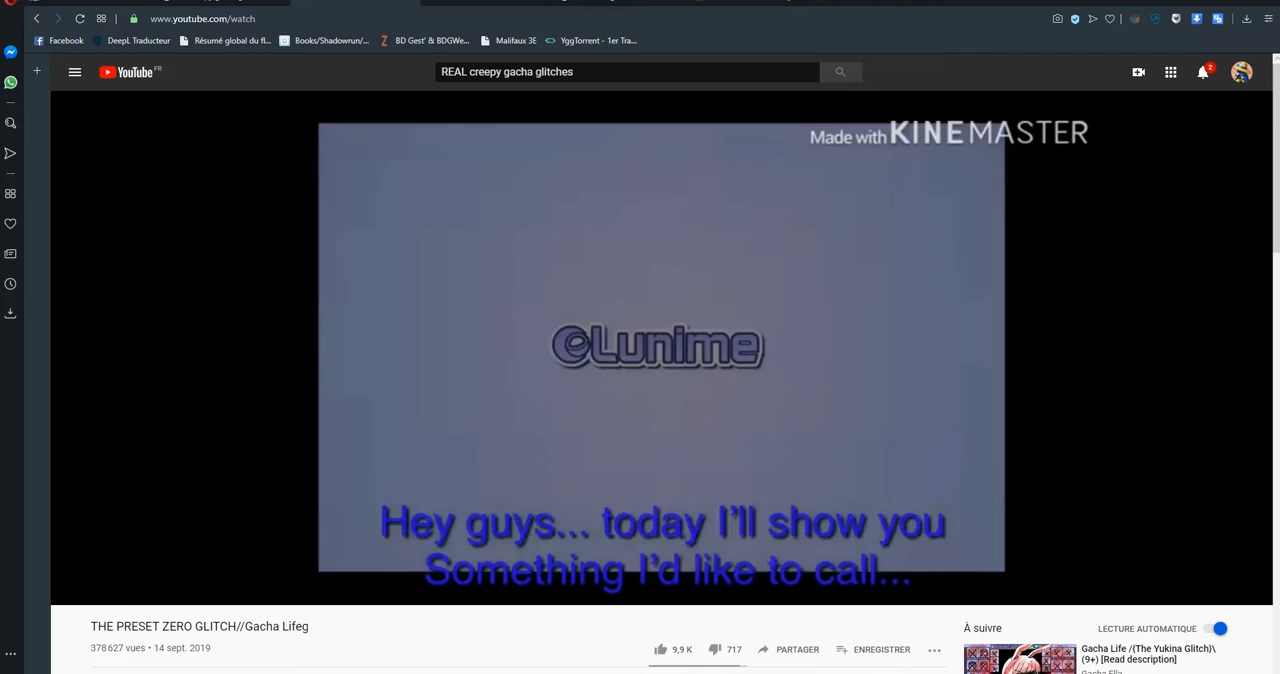 www.youtube.com/watch
Facebook DeepL Traducteur Résumé global du fl... Books/Shadowrun/... BD Gest' & BDGWe... Malifaux 3E YggTorrent - 1er Tra...
YouTube FR REAL creepy gacha glitches 2
Made with KINEMASTER
@Lunime
Hey guys... today I'll show you
Something I'd like to call...
THE PRESET ZERO GLITCH//Gacha Lifeg
378 627 vues • 14 sept. 2019
9,9 K 717 PARTAGER ENREGISTRER
À suivre LECTURE AUTOMATIQUE
Gacha Life /{The Yukina Glitch}\
(9+) [Read description]
Gacha Ella